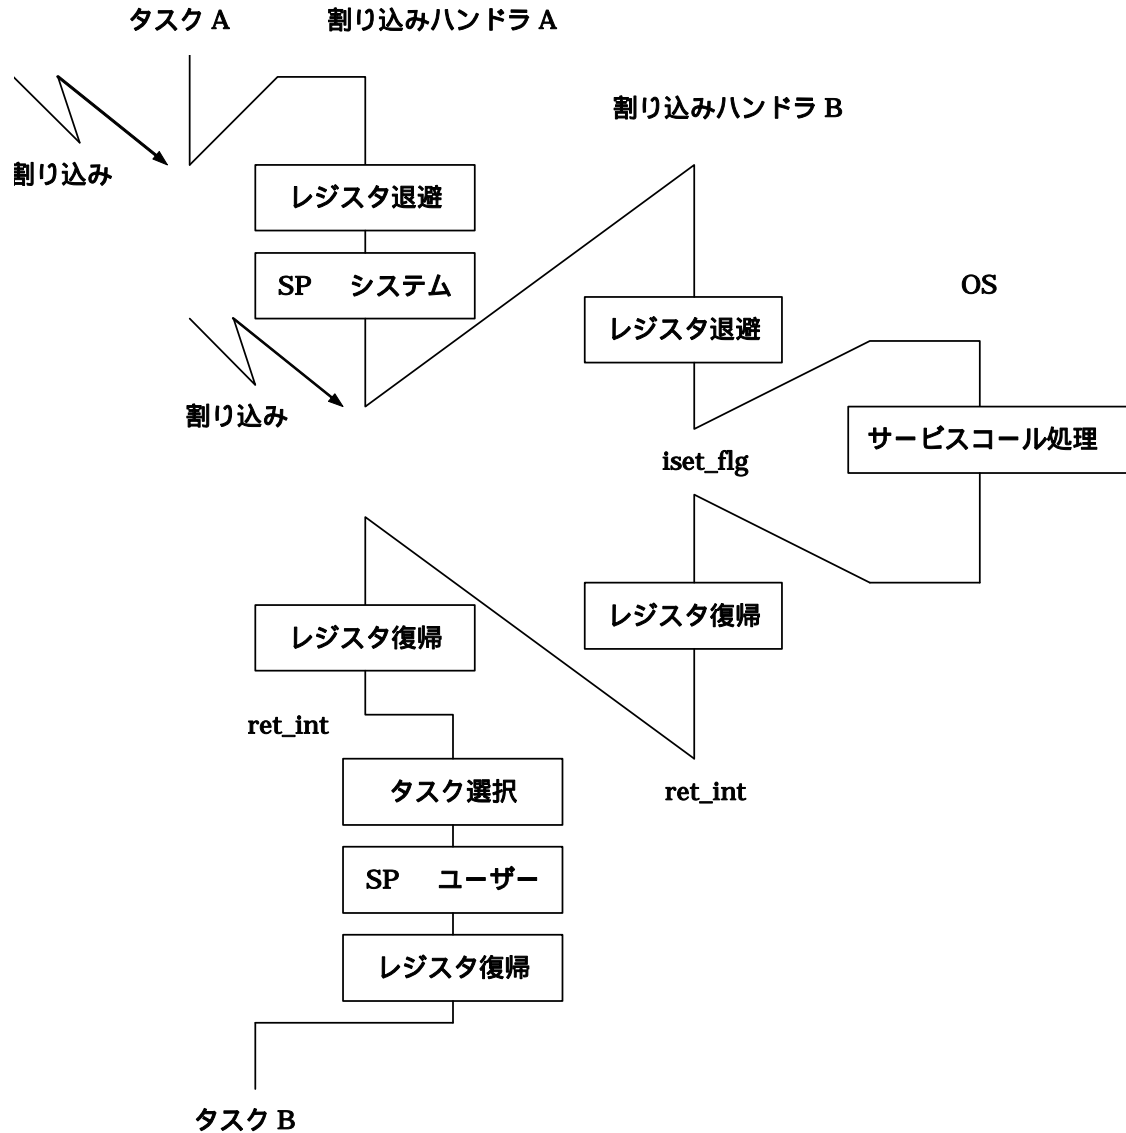 タスク A
割り込みハンドラ A
割り込みハンドラ B
割り込み
レジスタ退避
SP システム
OS
レジスタ退避
割り込み
サービスコール処理
iset_flg
レジスタ復帰
レジスタ復帰
ret_int
タスク選択
ret_int
SP ユーザー
レジスタ復帰
タスク B